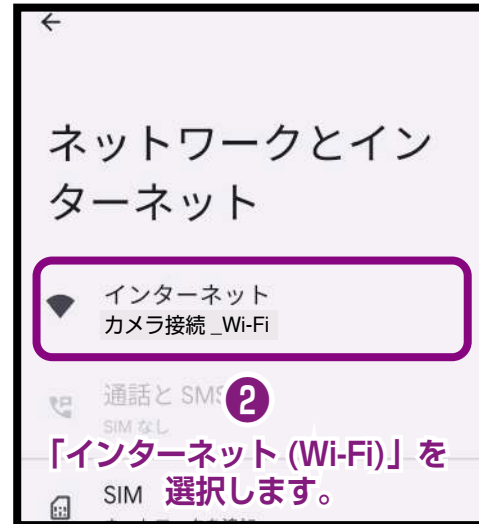 ←
ネットワークとイン
ターネット
インターネット
カメラ接続 _Wi-Fi
通話と SMS
❷
SIM なし
「インターネット (Wi-Fi)」を
SIM
選択します。